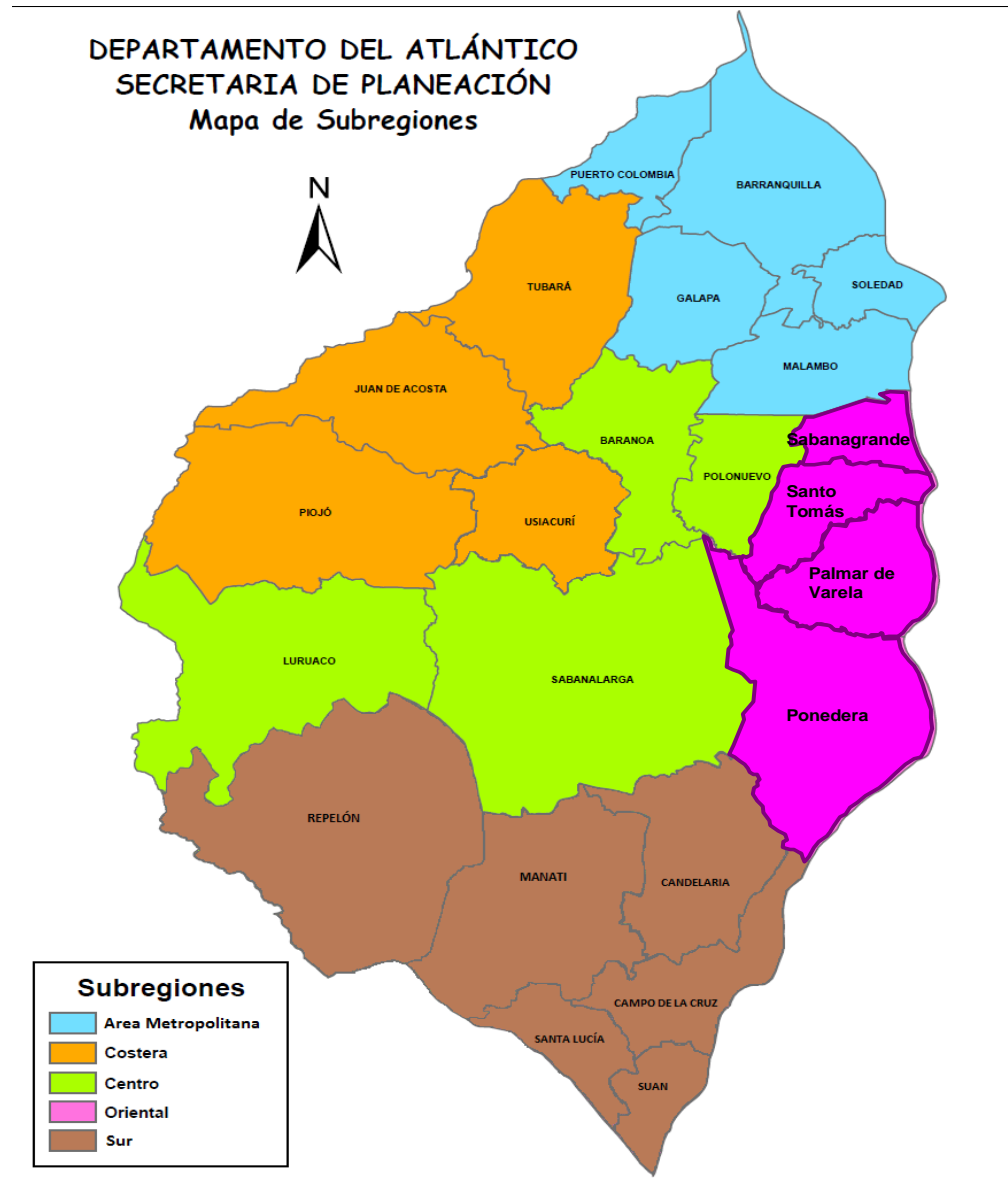 DEPARTAMENTO DEL ATLÁNTICO
SECRETARIA DE PLANEACIÓN
Mapa de Subregiones
N
PUERTO COLOMBIA
BARRANQUILLA
TUBARÁ
GALAPA
SOLEDAD
MALAMBO
JUAN DE ACOSTA
BARANOA
Sabanagrande
POLONUEVO
Santo
Tomás
PIOJÓ
USIACURÍ
Palmar de
Varela
LURUACO
SABANALARGA
Ponedera
REPELÓN
MANATI
CANDELARIA
CAMPO DE LA CRUZ
SANTA LUCÍA
SUAN
Subregiones
Area Metropolitana
Costera
Centro
Oriental
Sur